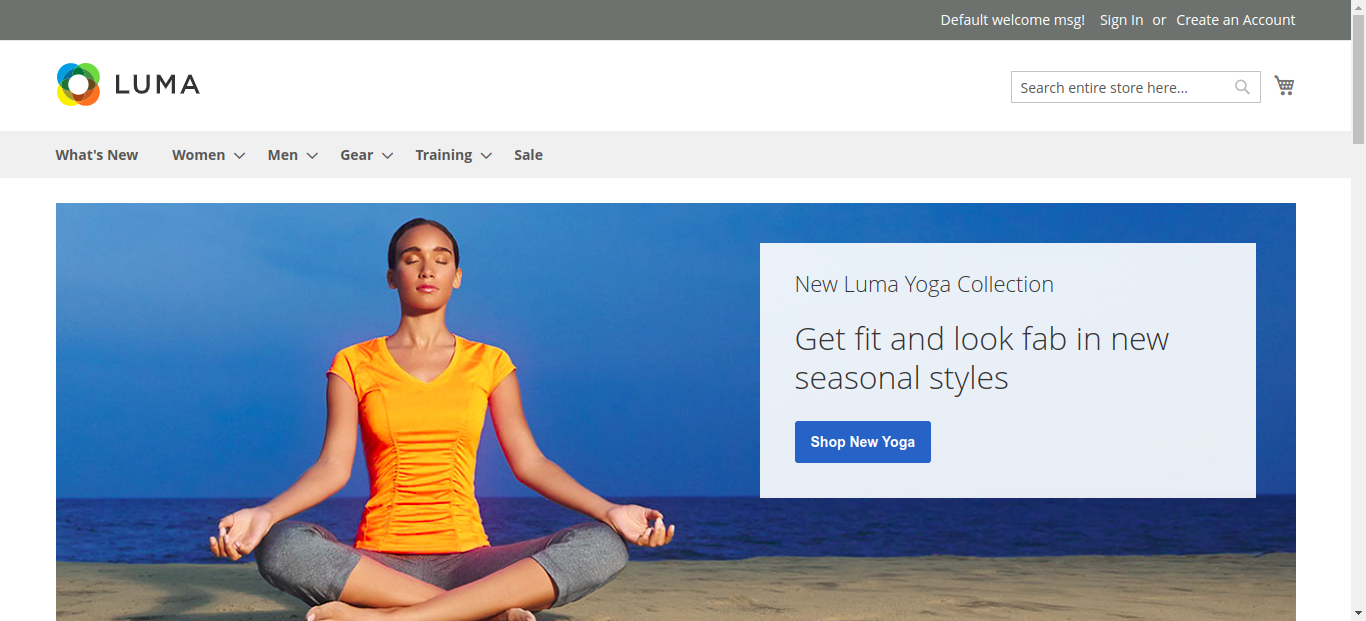 Default welcome msg! Sign In or Create an Account
LUMA
Search entire store here...
What's New Women Men Gear Training Sale
New Luma Yoga Collection
Get fit and look fab in new
seasonal styles
Shop New Yoga